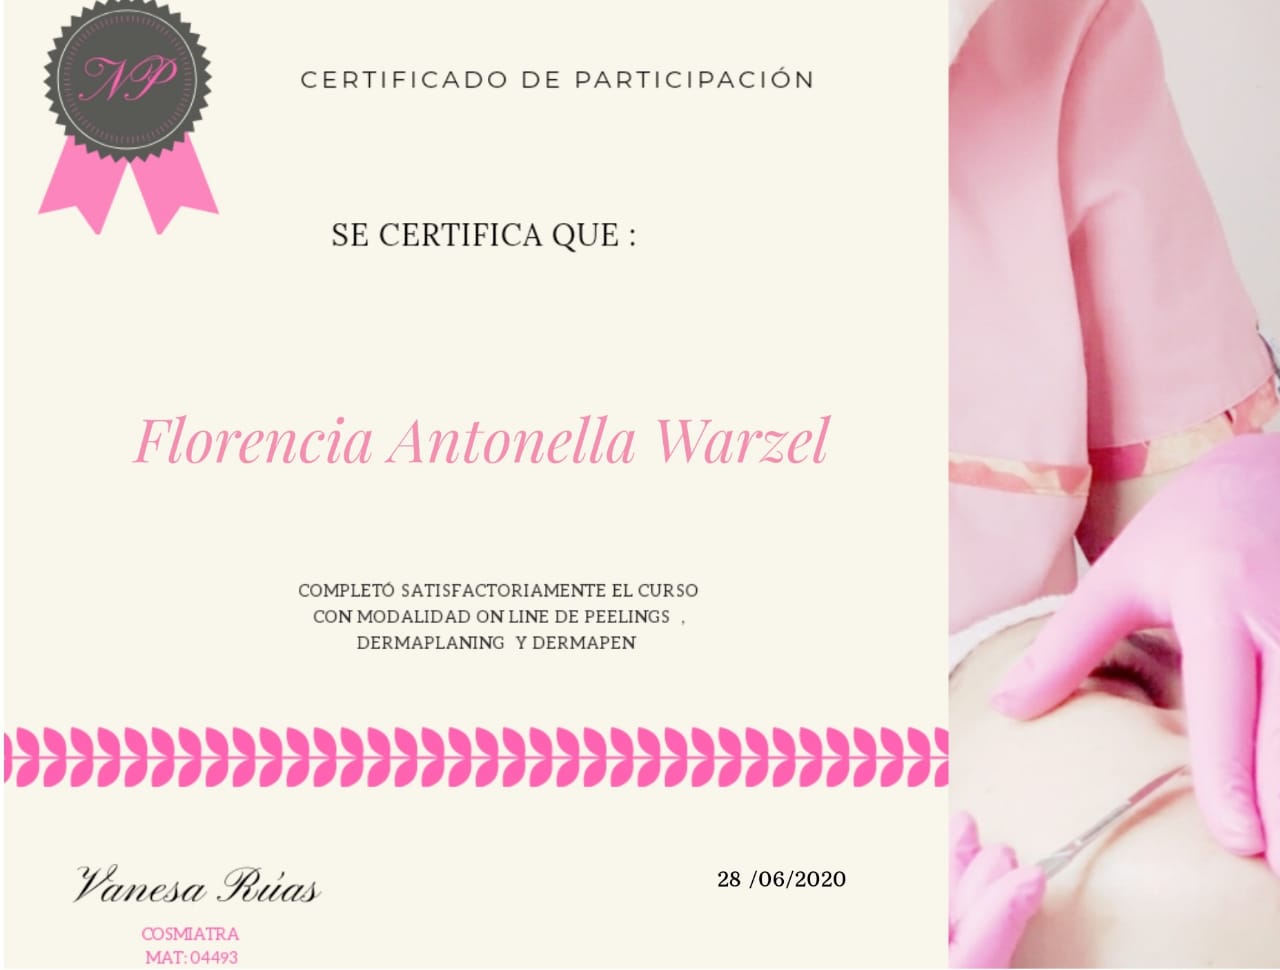 NP
CERTIFICADO DE PARTICIPACIÓN
SE CERTIFICA QUE :
Florencia Antonella Warzel
COMPLETÓ SATISFACTORIAMENTE EL CURSO
CON MODALIDAD ON LINE DE PEELINGS ,
DERMAPLANING Y DERMAPEN
Vanesa Rúas
28 /06/2020
COSMIATRA
MAT: 04493